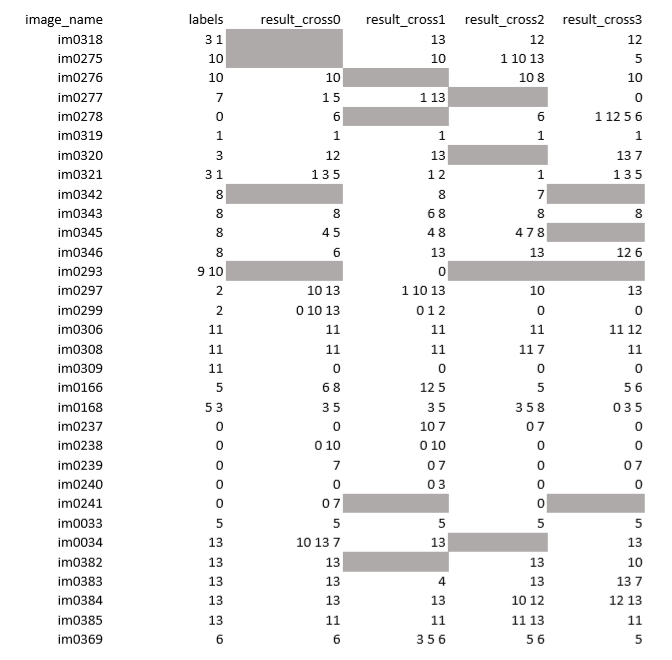 image_name labels result_cross0 result_cross1 result_cross2 result_cross3
im0318 3 1 13 12 12
im0275 10 10 1 10 13 5
im0276 10 10 10 8 10
im0277 7 1 5 1 13 0
im0278 0 6 6 1 12 5 6
im0319 1 1 1 1 1
im0320 3 12 13 13 7
im0321 3 1 1 3 5 1 2 1 1 3 5
im0342 8 8 7
im0343 8 8 6 8 8 8
im0345 8 4 5 4 8 4 7 8
im0346 8 6 13 13 12 6
im0293 9 10 0
im0297 2 10 13 1 10 13 10 13
im0299 2 0 10 13 0 1 2 0 0
im0306 11 11 11 11 11 12
im0308 11 11 11 11 7 11
im0309 11 0 0 0 0
im0166 5 6 8 12 5 5 5 6
im0168 5 3 3 5 3 5 3 5 8 0 3 5
im0237 0 0 10 7 0 7 0
im0238 0 0 10 0 10 0 0
im0239 0 7 0 7 0 0 7
im0240 0 0 0 3 0 0
im0241 0 0 7 0
im0033 5 5 5 5 5
im0034 13 10 13 7 13 13
im0382 13 13 13 10
im0383 13 13 4 13 13 7
im0384 13 13 13 10 12 12 13
im0385 13 11 11 11 13 11
im0369 6 6 3 5 6 5 6 5